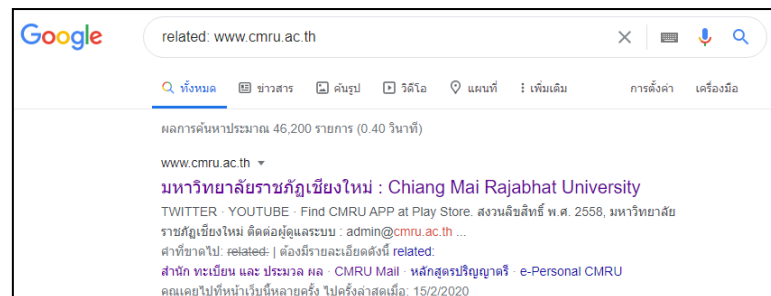 Google
related: www.cmru.ac.th
ทั้งหมด ข่าวสาร ค้นรูป วิดีโอ แผนที่ เพิ่มเติม การตั้งค่า เครื่องมือ
ผลการค้นหาประมาณ 46,200 รายการ (0.40 วินาที)
www.cmru.ac.th
มหาวิทยาลัยราชภัฏเชียงใหม่ : Chiang Mai Rajabhat University
TWITTER · YOUTUBE · Find CMRU APP at Play Store. สงวนลิขสิทธิ์ พ.ศ. 2558, มหาวิทยาลัย
ราชภัฏเชียงใหม่ ติดต่อผู้ดูแลระบบ : admin@cmru.ac.th ...
คำที่ขาดไป: related: | ต้องมีรายละเอียดดังนี้ related:
สำนัก ทะเบียน และ ประมวล ผล · CMRU Mail · หลักสูตรปริญญาตรี · e-Personal CMRU
คุณเคยไปที่หน้าเว็บนี้หลายครั้ง ไปครั้งล่าสุดเมื่อ: 15/2/2020